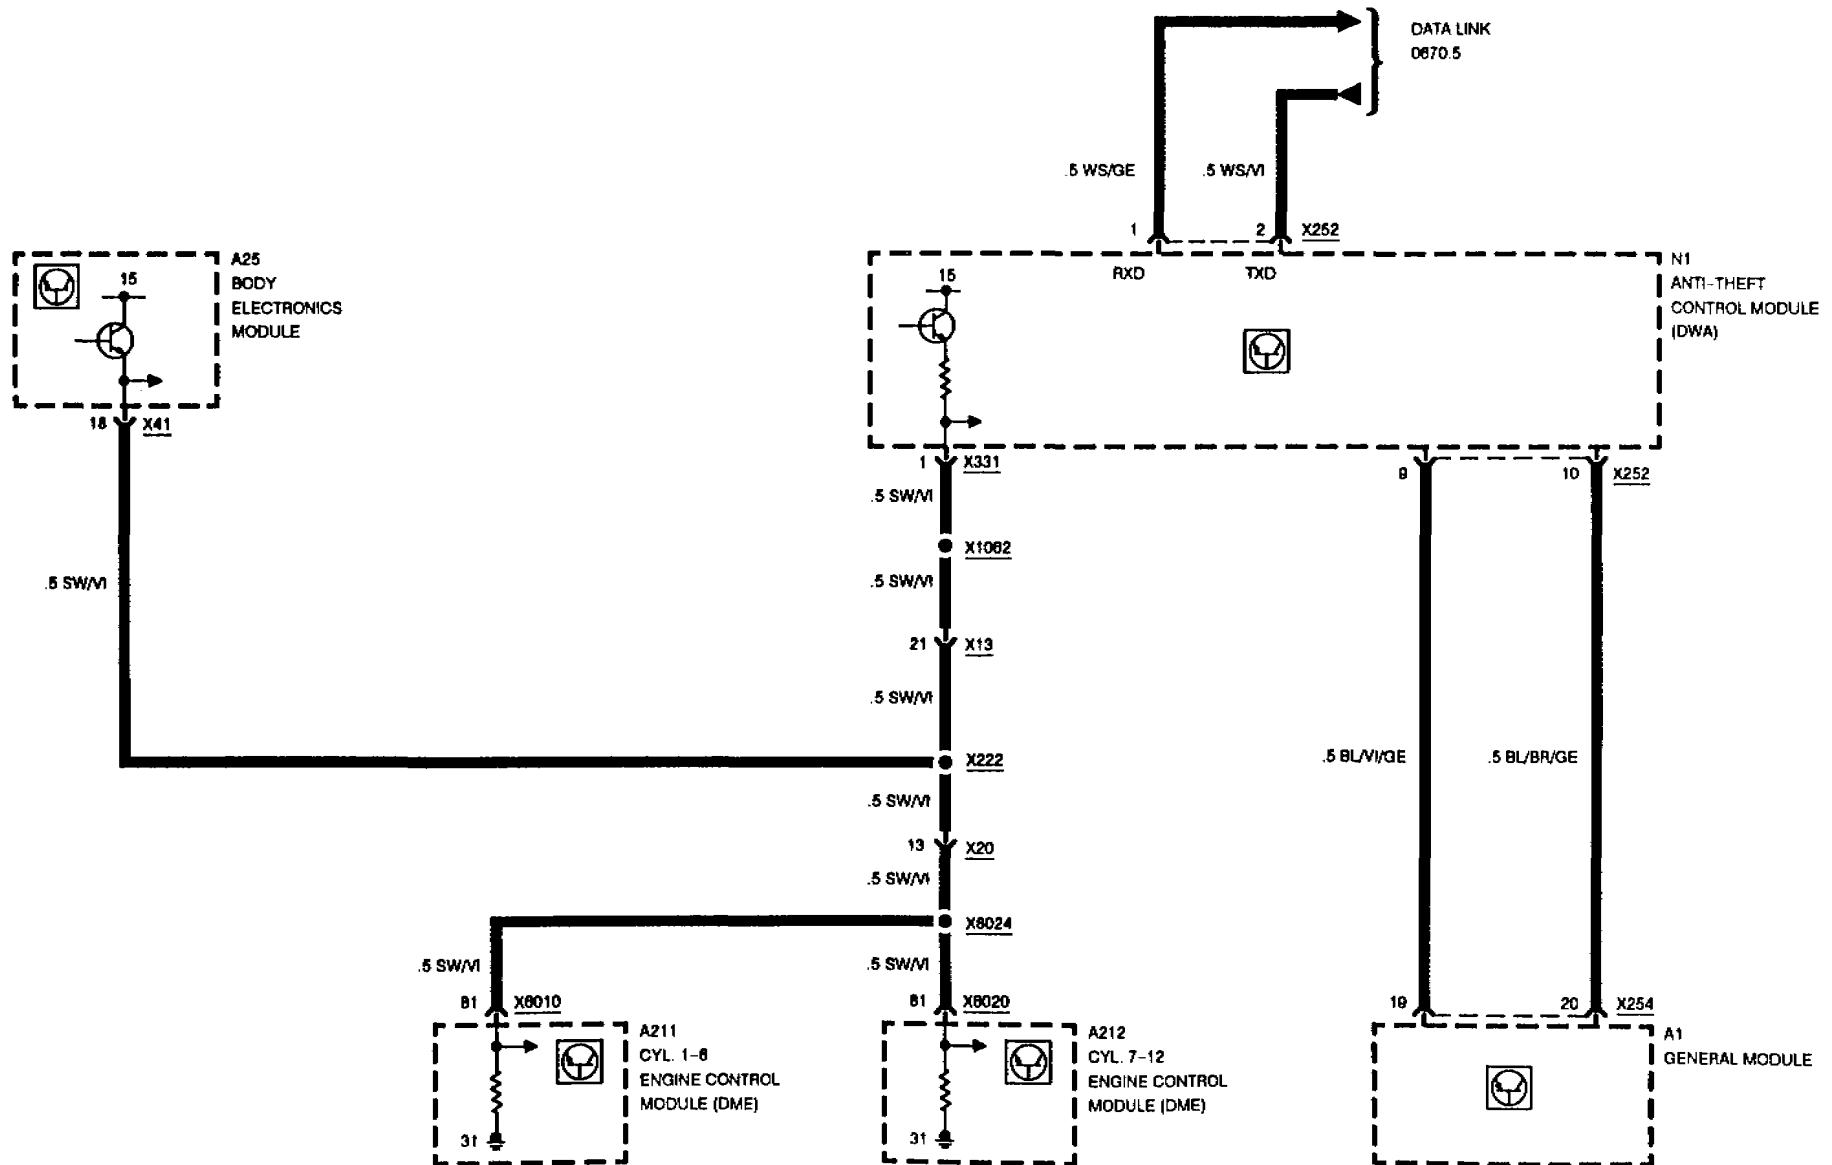 DATA LINK
0670.5
.5 WS/GE
.5 WS/VI
1
2
X252
A25
BODY
ELECTRONICS
MODULE
15
18
X41
15
RXD
TXD
N1
ANTI-THEFT
CONTROL MODULE
(DWA)
1
X331
9
10
X252
.5 SW/VI
X1062
.5 SW/VI
.5 SW/VI
21
X13
.5 SW/VI
X222
.5 BL/VI/GE
.5 BL/BR/GE
.5 SW/VI
13
X20
.5 SW/VI
X6024
.5 SW/VI
.5 SW/VI
61
X6010
61
X6020
19
20
X254
A211
CYL. 1-6
ENGINE CONTROL
MODULE (DME)
31
A212
CYL. 7-12
ENGINE CONTROL
MODULE (DME)
31
A1
GENERAL MODULE